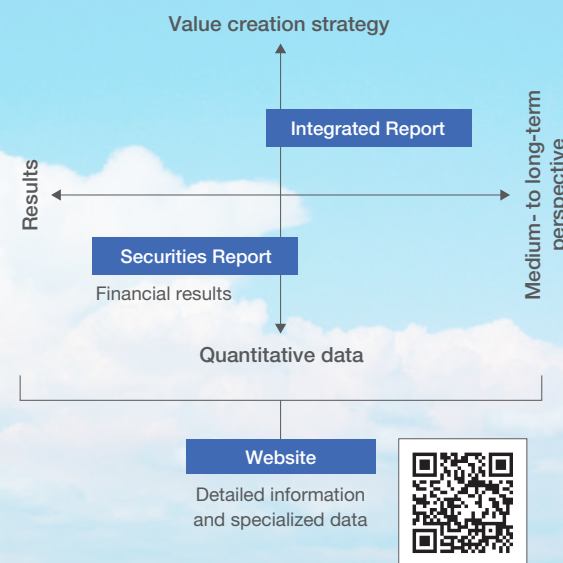 Value creation strategy
Integrated Report
Results
Medium- to long-term
perspective
Securities Report
Financial results
Quantitative data
Website
Detailed information
and specialized data